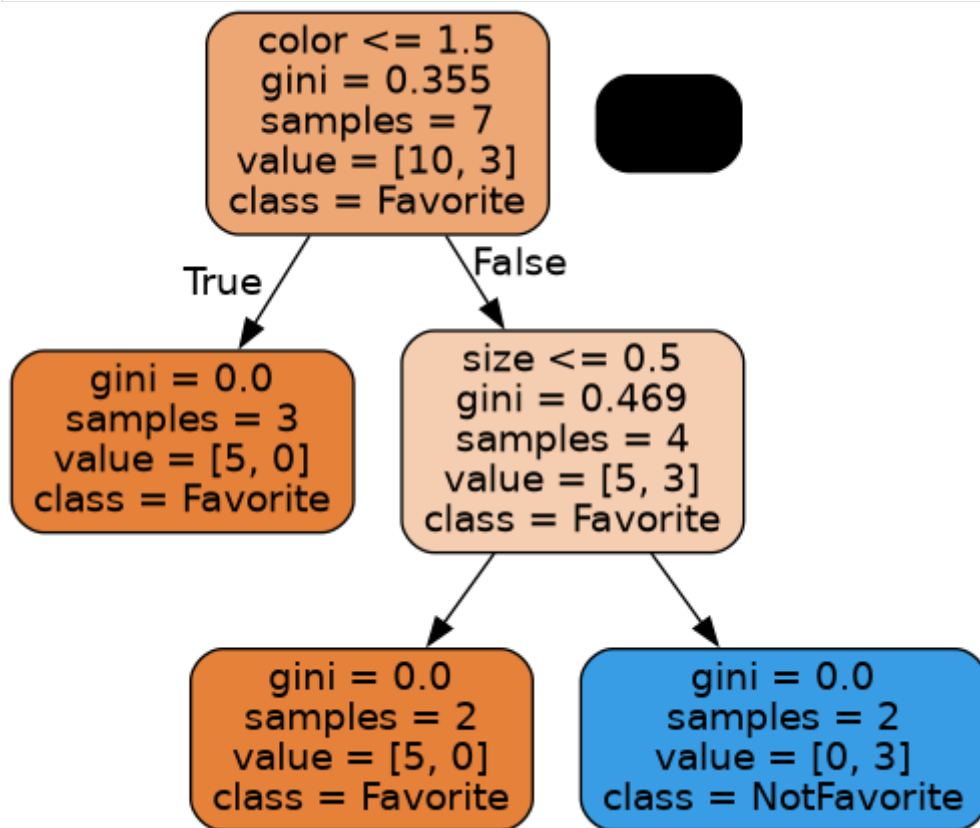 color <= 1.5
gini = 0.355
samples = 7
value = [10, 3]
class = Favorite
True
False
gini = 0.0
samples = 3
value = [5, 0]
class = Favorite
size <= 0.5
gini = 0.469
samples = 4
value = [5, 3]
class = Favorite
gini = 0.0
samples = 2
value = [5, 0]
class = Favorite
gini = 0.0
samples = 2
value = [0, 3]
class = NotFavorite